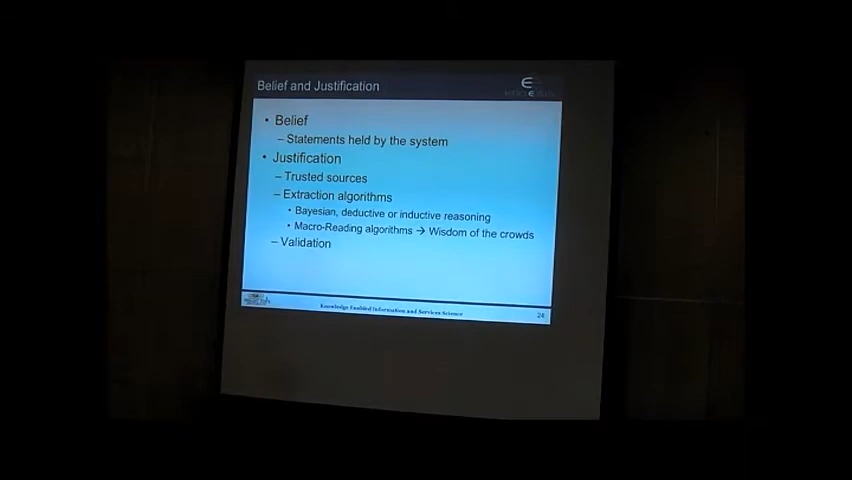 Belief and Justification
• Belief
– Statements held by the system
• Justification
– Trusted sources
– Extraction algorithms
• Bayesian, deductive or inductive reasoning
• Macro-Reading algorithms → Wisdom of the crowds
– Validation
Knowledge Enabled Information and Services Science
24